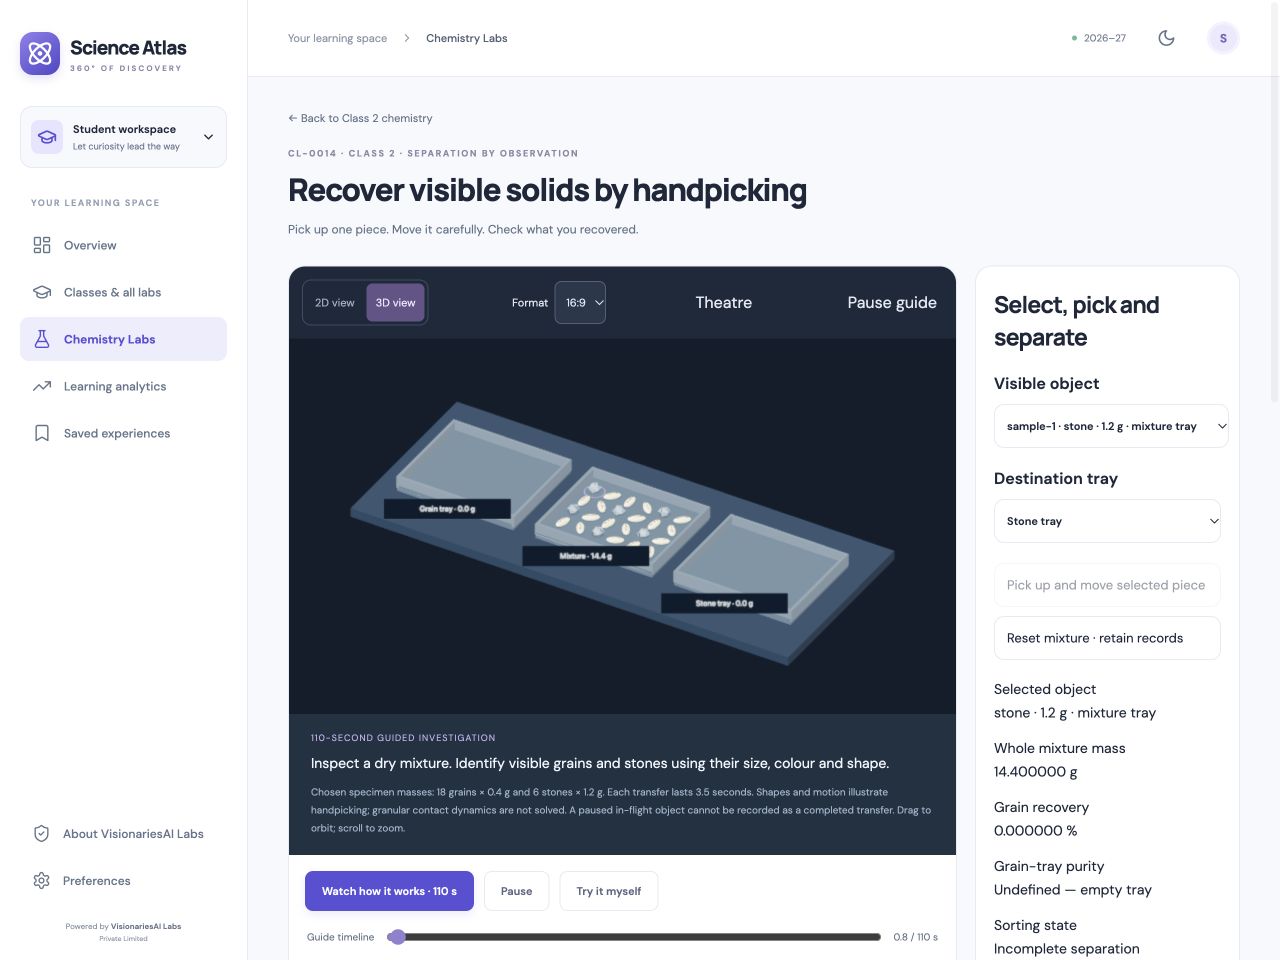 Science Atlas
360° OF DISCOVERY
Student workspace
Let curiosity lead the way
YOUR LEARNING SPACE
Overview
Classes & all labs
Chemistry Labs
Learning analytics
Saved experiences
About VisionariesAI Labs
Preferences
Powered by VisionariesAI Labs
Private Limited
Your learning space
Chemistry Labs
2026–27
S
← Back to Class 2 chemistry
CL-0014 · CLASS 2 · SEPARATION BY OBSERVATION
Recover visible solids by handpicking
Pick up one piece. Move it carefully. Check what you recovered.
2D view
3D view
Format
16:9
Theatre
Pause guide
Grain tray · 0.0 g
Mixture · 14.4 g
Stone tray · 0.0 g
110-SECOND GUIDED INVESTIGATION
Inspect a dry mixture. Identify visible grains and stones using their size, colour and shape.
Chosen specimen masses: 18 grains × 0.4 g and 6 stones × 1.2 g. Each transfer lasts 3.5 seconds. Shapes and motion illustrate
handpicking; granular contact dynamics are not solved. A paused in-flight object cannot be recorded as a completed transfer. Drag to
orbit; scroll to zoom.
Watch how it works · 110 s
Pause
Try it myself
Guide timeline
0.8 / 110 s
Select, pick and
separate
Visible object
sample-1 · stone · 1.2 g · mixture tray
Destination tray
Stone tray
Pick up and move selected piece
Reset mixture · retain records
Selected object
stone · 1.2 g · mixture tray
Whole mixture mass
14.400000 g
Grain recovery
0.000000 %
Grain-tray purity
Undefined — empty tray
Sorting state
Incomplete separation